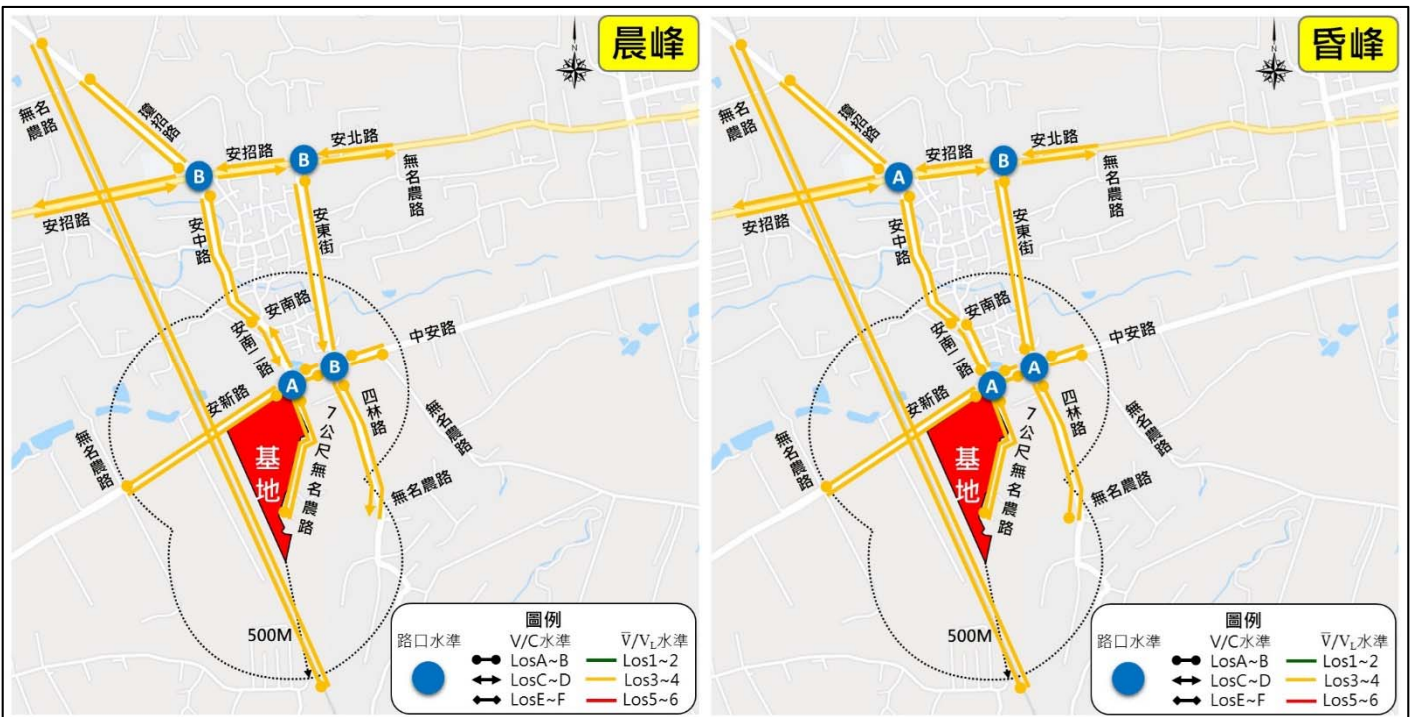 晨峰
N
無名農路
瓊招路
安招路
B
B
安北路
無名農路
安招路
安中路
安東街
安南路
安南二路
中安路
A
B
安新路
四林路
7公尺無名農路
無名農路
無名農路
無名農路
基地
500M
圖例
路口水準 V/C水準 V̅/VL水準
LosA~B Los1~2
LosC~D Los3~4
LosE~F Los5~6
昏峰
N
無名農路
瓊招路
安招路
A
B
安北路
無名農路
安招路
安中路
安東街
安南路
安南二路
中安路
A
A
安新路
四林路
7公尺無名農路
無名農路
無名農路
無名農路
基地
500M
圖例
路口水準 V/C水準 V̅/VL水準
LosA~B Los1~2
LosC~D Los3~4
LosE~F Los5~6